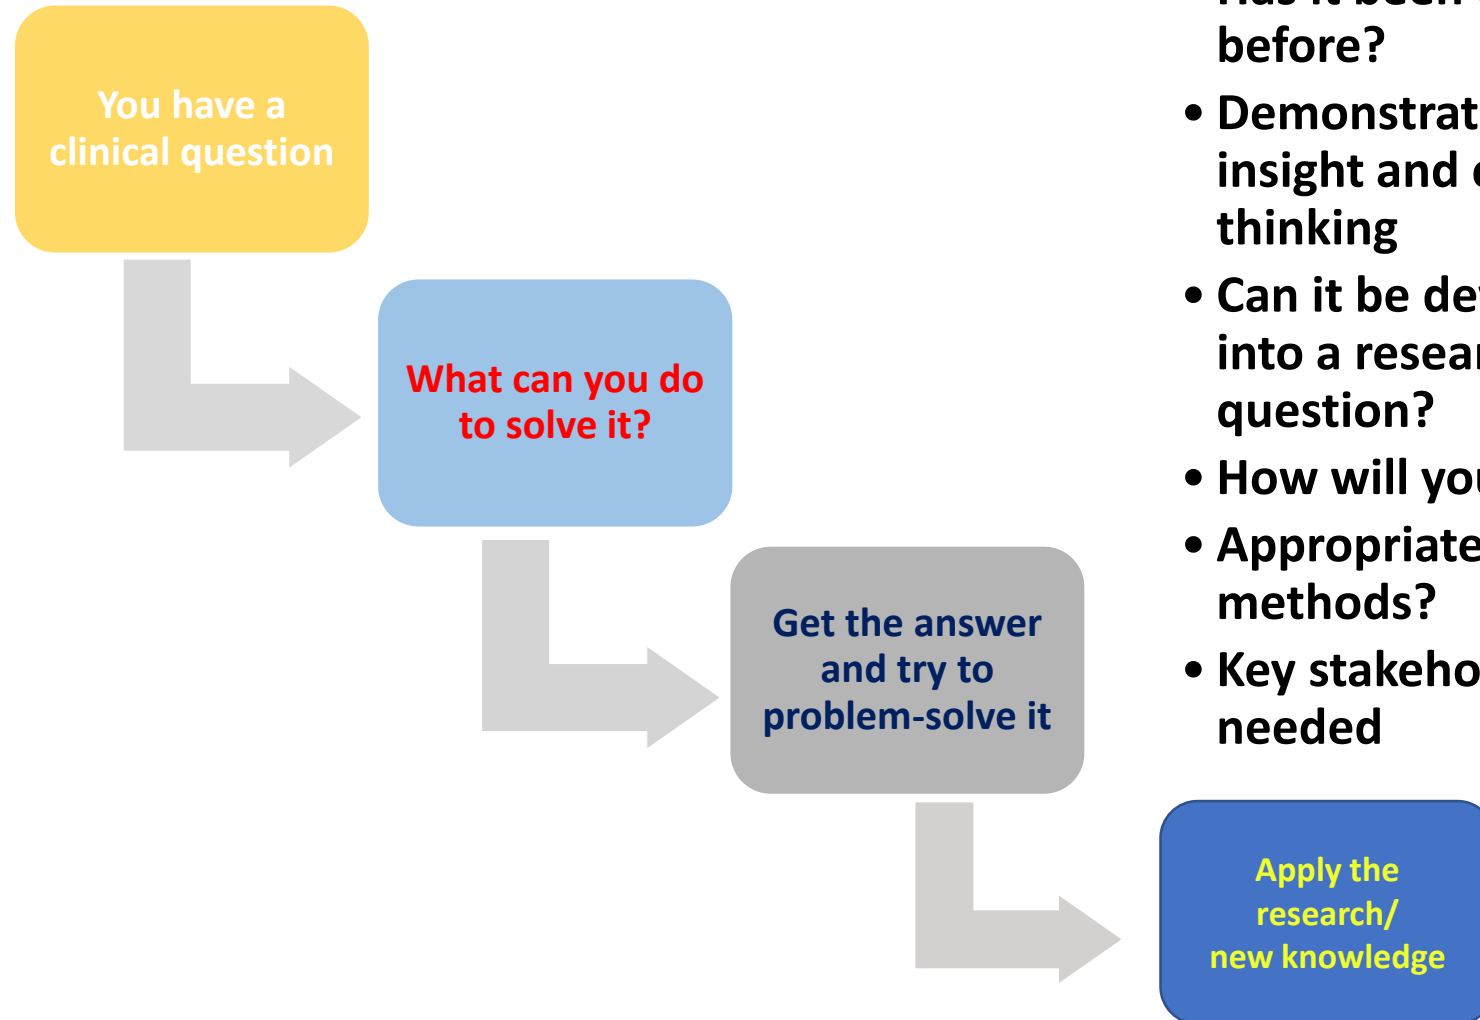 You have a
clinical question
What can you do
to solve it?
Get the answer
and try to
problem-solve it
Apply the
research/
new knowledge
before?
• Demonstrat
insight and
thinking
• Can it be de
into a resear
question?
• How will you
• Appropriate
methods?
• Key stakeho
needed